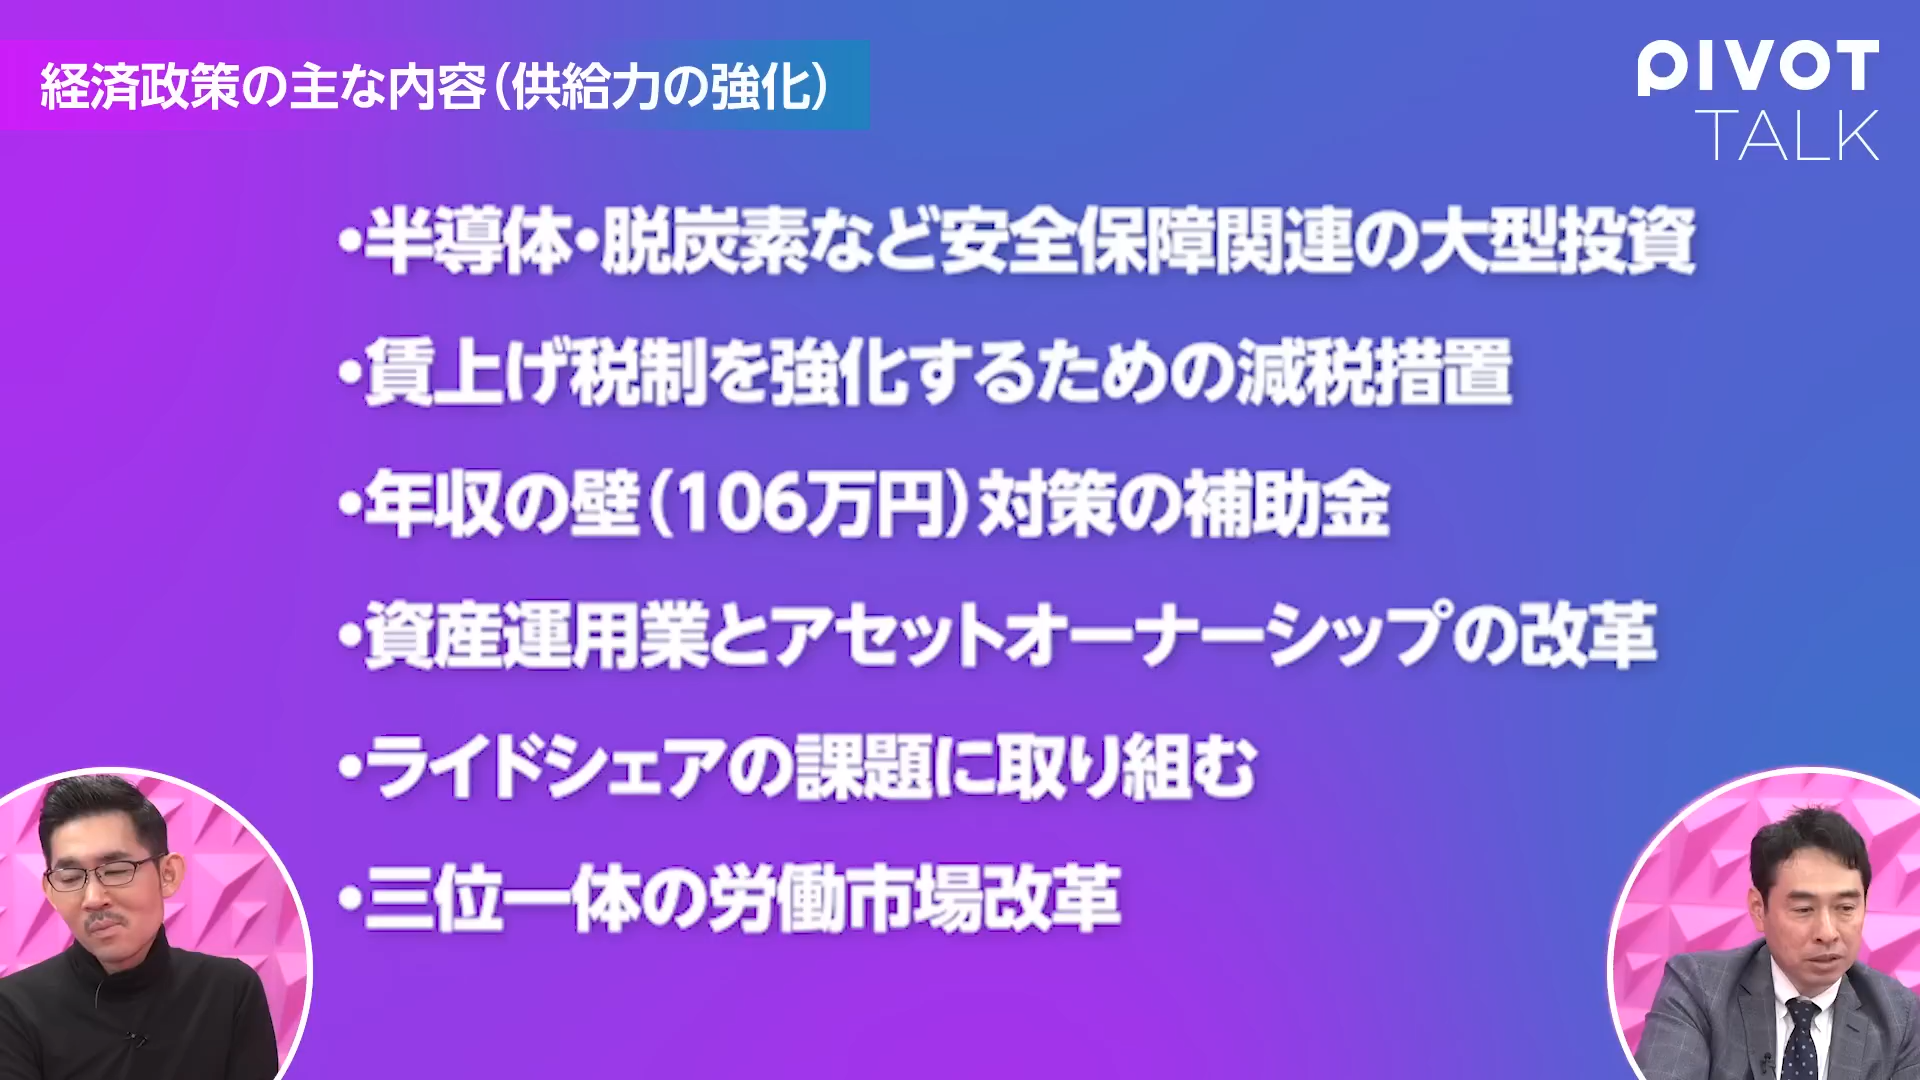 経済政策の主な内容(供給力の強化)
PIVOT
TALK
・半導体・脱炭素など安全保障関連の大型投資
・賃上げ税制を強化するための減税措置
・年収の壁(106万円)対策の補助金
・資産運用業とアセットオーナーシップの改革
・ライドシェアの課題に取り組む
・三位一体の労働市場改革